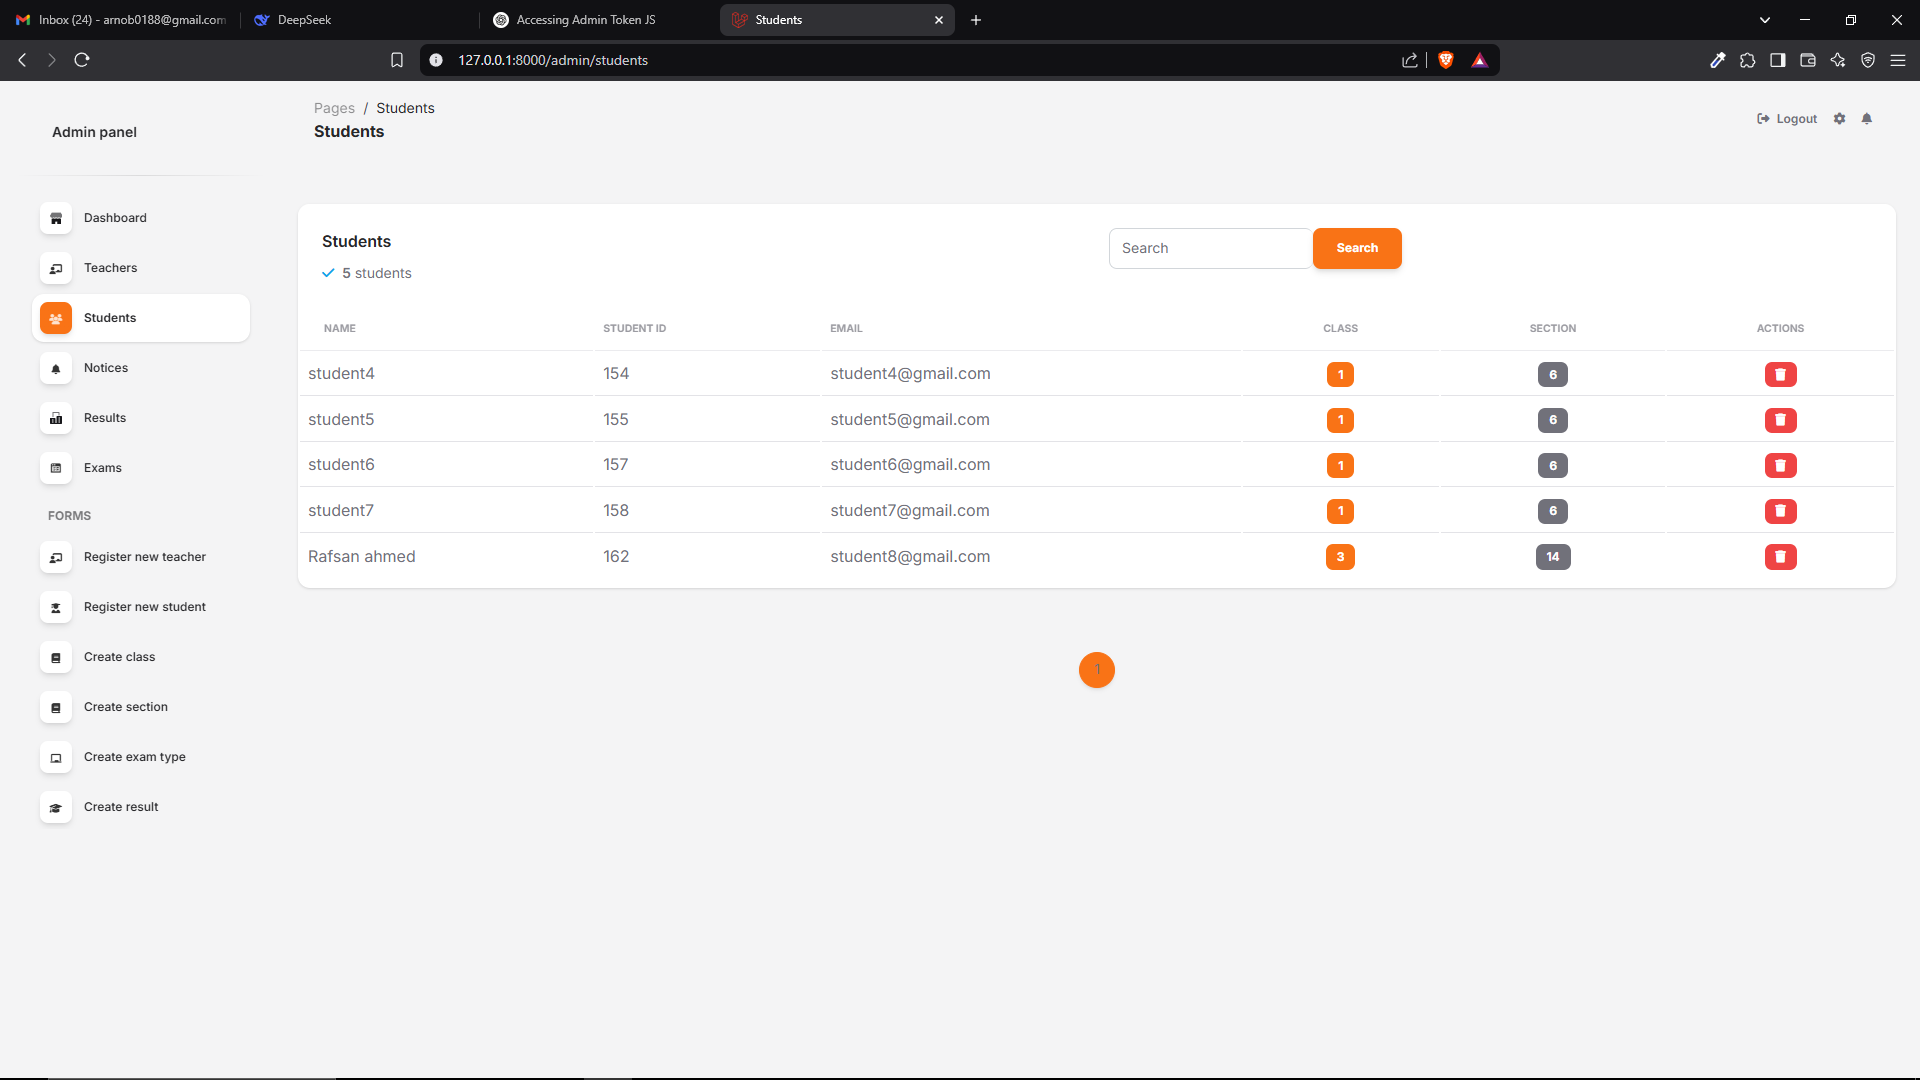 Inbox (24) - arnob0188@gmail.com DeepSeek Accessing Admin Token JS Students
127.0.0.1:8000/admin/students
Pages / Students
Students
Logout
Admin panel
Dashboard
Teachers
Students
Notices
Results
Exams
FORMS
Register new teacher
Register new student
Create class
Create section
Create exam type
Create result
Students
5 students
Search Search
NAME STUDENT ID EMAIL CLASS SECTION ACTIONS
student4 154 student4@gmail.com 1 6
student5 155 student5@gmail.com 1 6
student6 157 student6@gmail.com 1 6
student7 158 student7@gmail.com 1 6
Rafsan ahmed 162 student8@gmail.com 3 14
1